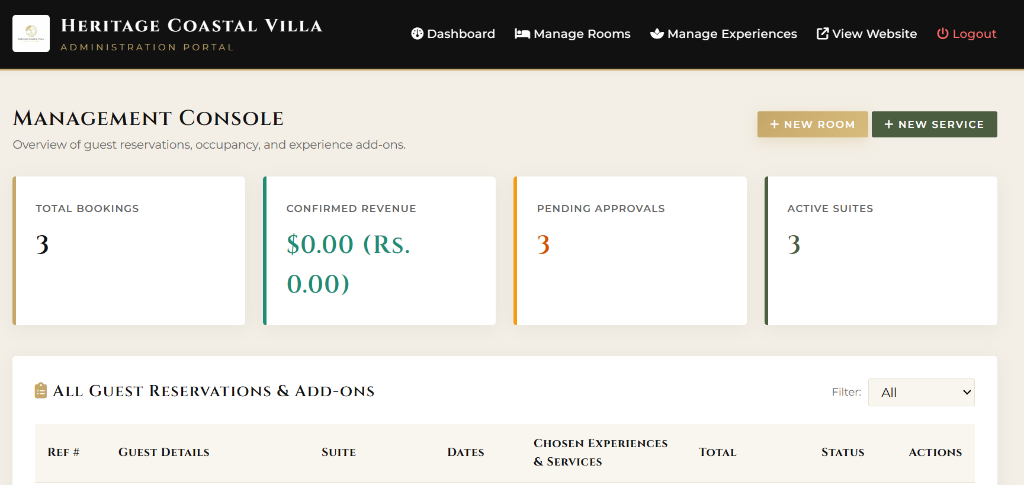 Heritage Coastal Villa
ADMINISTRATION PORTAL
Dashboard
Manage Rooms
Manage Experiences
View Website
Logout
Management Console
Overview of guest reservations, occupancy, and experience add-ons.
+ NEW ROOM
+ NEW SERVICE
TOTAL BOOKINGS
3
CONFIRMED REVENUE
$0.00 (Rs.
0.00)
PENDING APPROVALS
3
ACTIVE SUITES
3
All Guest Reservations & Add-ons
Filter:
All
Ref #
Guest Details
Suite
Dates
Chosen Experiences
& Services
Total
Status
Actions